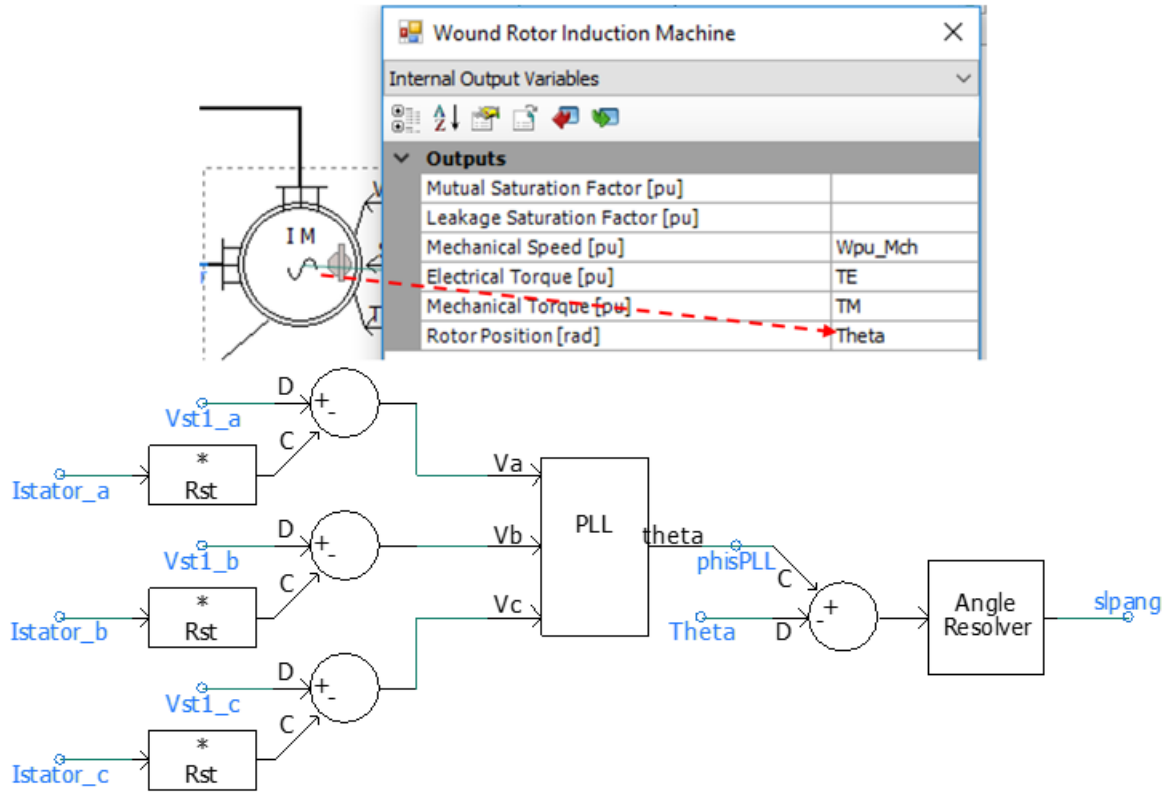 Wound Rotor Induction Machine
Internal Output Variables
A
Z
Outputs
Mutual Saturation Factor [pu]
Leakage Saturation Factor [pu]
Mechanical Speed [pu] Wpu_Mch
Electrical Torque [pu] TE
Mechanical Torque [pu] TM
Rotor Position [rad] Theta
I M
D
+
-
Vst1_a
C
*
Rst
Istator_a
Va
D
+
-
Vst1_b
C
*
Rst
Istator_b
Vb
PLL
theta
phisPLL
C
+
-
Theta
D
Angle
Resolver
slpang
Vc
D
+
-
Vst1_c
C
*
Rst
Istator_c